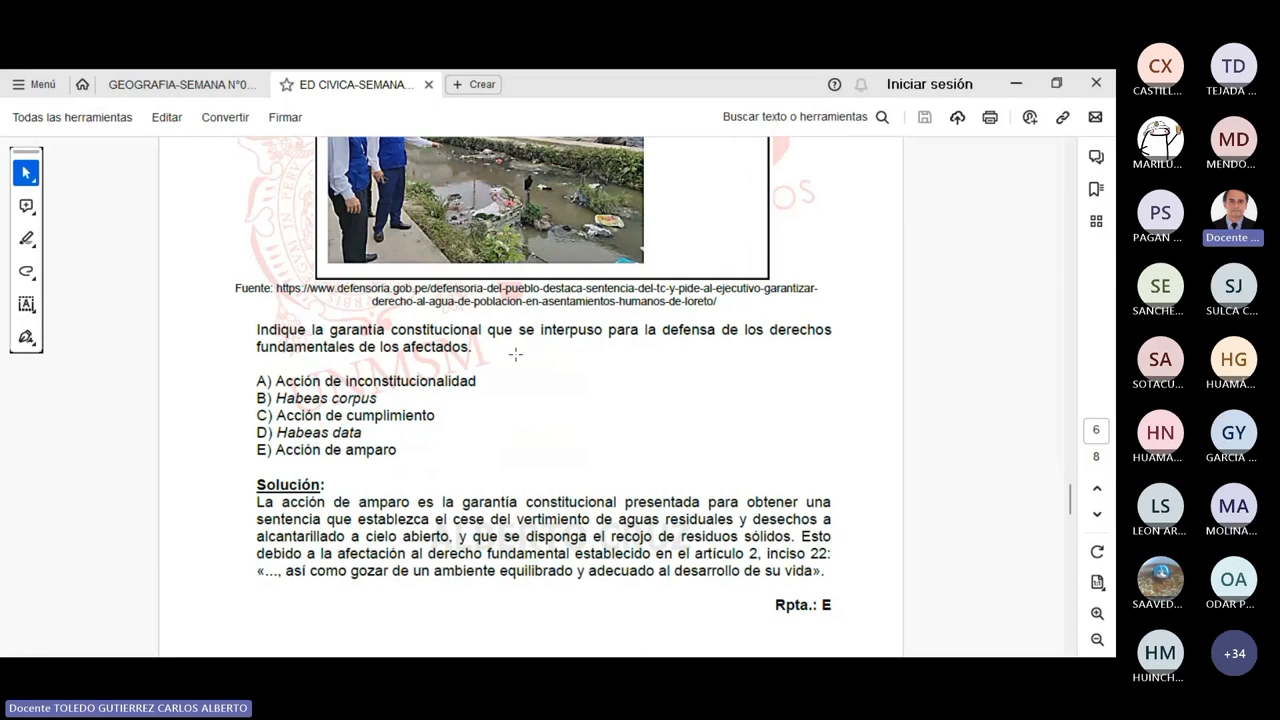 Menú
GEOGRAFIA-SEMANA N°0...
ED CIVICA-SEMANA...
Crear
Iniciar sesión
Todas las herramientas
Editar
Convertir
Firmar
Buscar texto o herramientas
Fuente: https://www.defensoria.gob.pe/defensoria-del-pueblo-destaca-sentencia-del-tc-y-pide-al-ejecutivo-garantizar-
derecho-al-agua-de-poblacion-en-asentamientos-humanos-de-loreto/
Indique la garantía constitucional que se interpuso para la defensa de los derechos
fundamentales de los afectados.
UNMSM
A) Acción de inconstitucionalidad
B) Habeas corpus
C) Acción de cumplimiento
D) Habeas data
E) Acción de amparo
Solución:
La acción de amparo es la garantía constitucional presentada para obtener una
sentencia que establezca el cese del vertimiento de aguas residuales y desechos a
alcantarillado a cielo abierto, y que se disponga el recojo de residuos sólidos. Esto
debido a la afectación al derecho fundamental establecido en el artículo 2, inciso 22:
«..., así como gozar de un ambiente equilibrado y adecuado al desarrollo de su vida».
Rpta.: E
6
8
CX
CASTILL...
TD
TEJADA ...
MARILU...
MD
MENDO...
PS
PAGAN ...
Docente ...
SE
SANCHE...
SJ
SULCA C...
SA
SOTACU...
HG
HUAMA...
HN
HUAMA...
GY
GARCIA ...
LS
LEON AR...
MA
MOLINA...
SAAVED...
OA
ODAR P...
HM
HUINCH...
+34
Docente TOLEDO GUTIERREZ CARLOS ALBERTO